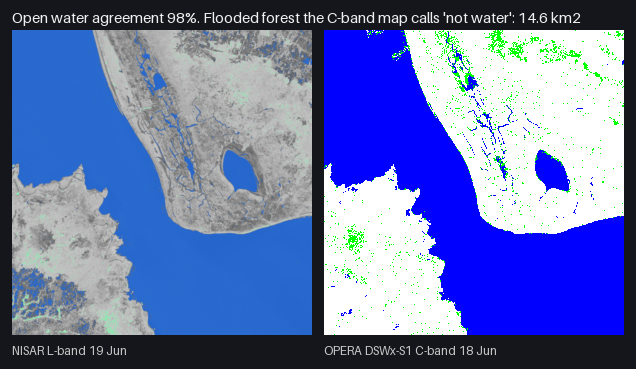 Open water agreement 98%. Flooded forest the C-band map calls 'not water': 14.6 km2
NISAR L-band 19 Jun
OPERA DSWx-S1 C-band 18 Jun